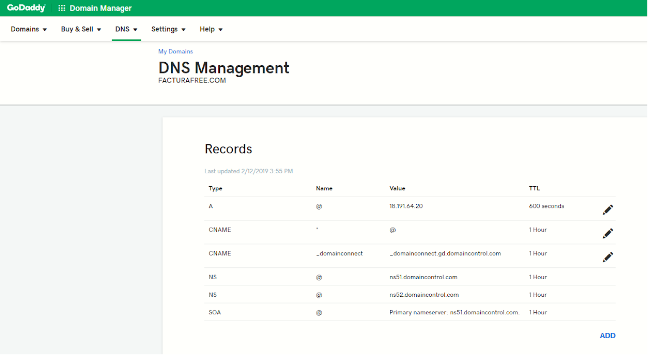 GoDaddy Domain Manager
Domains Buy & Sell DNS Settings Help
My Domains
DNS Management
FACTURAFREE.COM
Records
Last updated 2/12/2019 3:55 PM
Type Name Value TTL
A @ 18.191.64.20 600 seconds
CNAME * @ 1 Hour
CNAME _domainconnect _domainconnect.gd.domaincontrol.com 1 Hour
NS @ ns51.domaincontrol.com 1 Hour
NS @ ns52.domaincontrol.com 1 Hour
SOA @ Primary nameserver: ns51.domaincontrol.com. 1 Hour
ADD